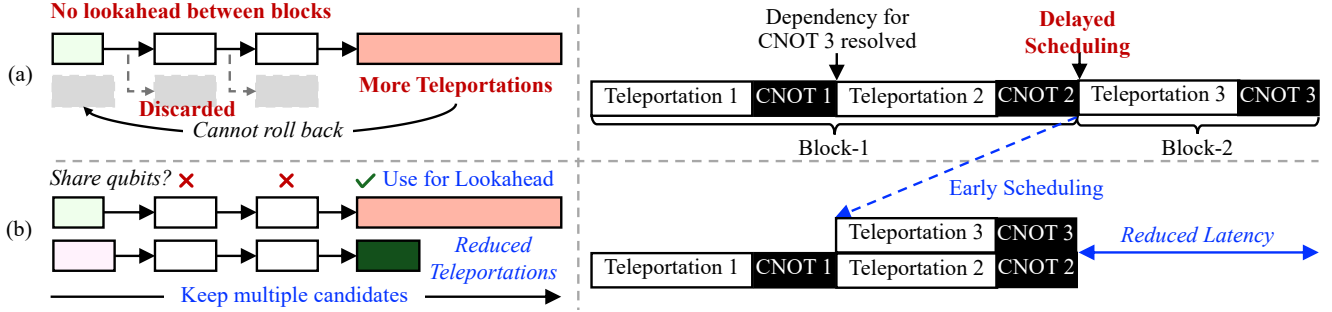 No lookahead between blocks
(a)
Discarded
More Teleportations
Cannot roll back
Dependency for
CNOT 3 resolved
Delayed
Scheduling
Teleportation 1
CNOT 1
Teleportation 2
CNOT 2
Teleportation 3
CNOT 3
Block-1
Block-2
Share qubits?
Use for Lookahead
(b)
Reduced
Teleportations
Keep multiple candidates
Early Scheduling
Teleportation 3
CNOT 3
Reduced Latency
Teleportation 1
CNOT 1
Teleportation 2
CNOT 2